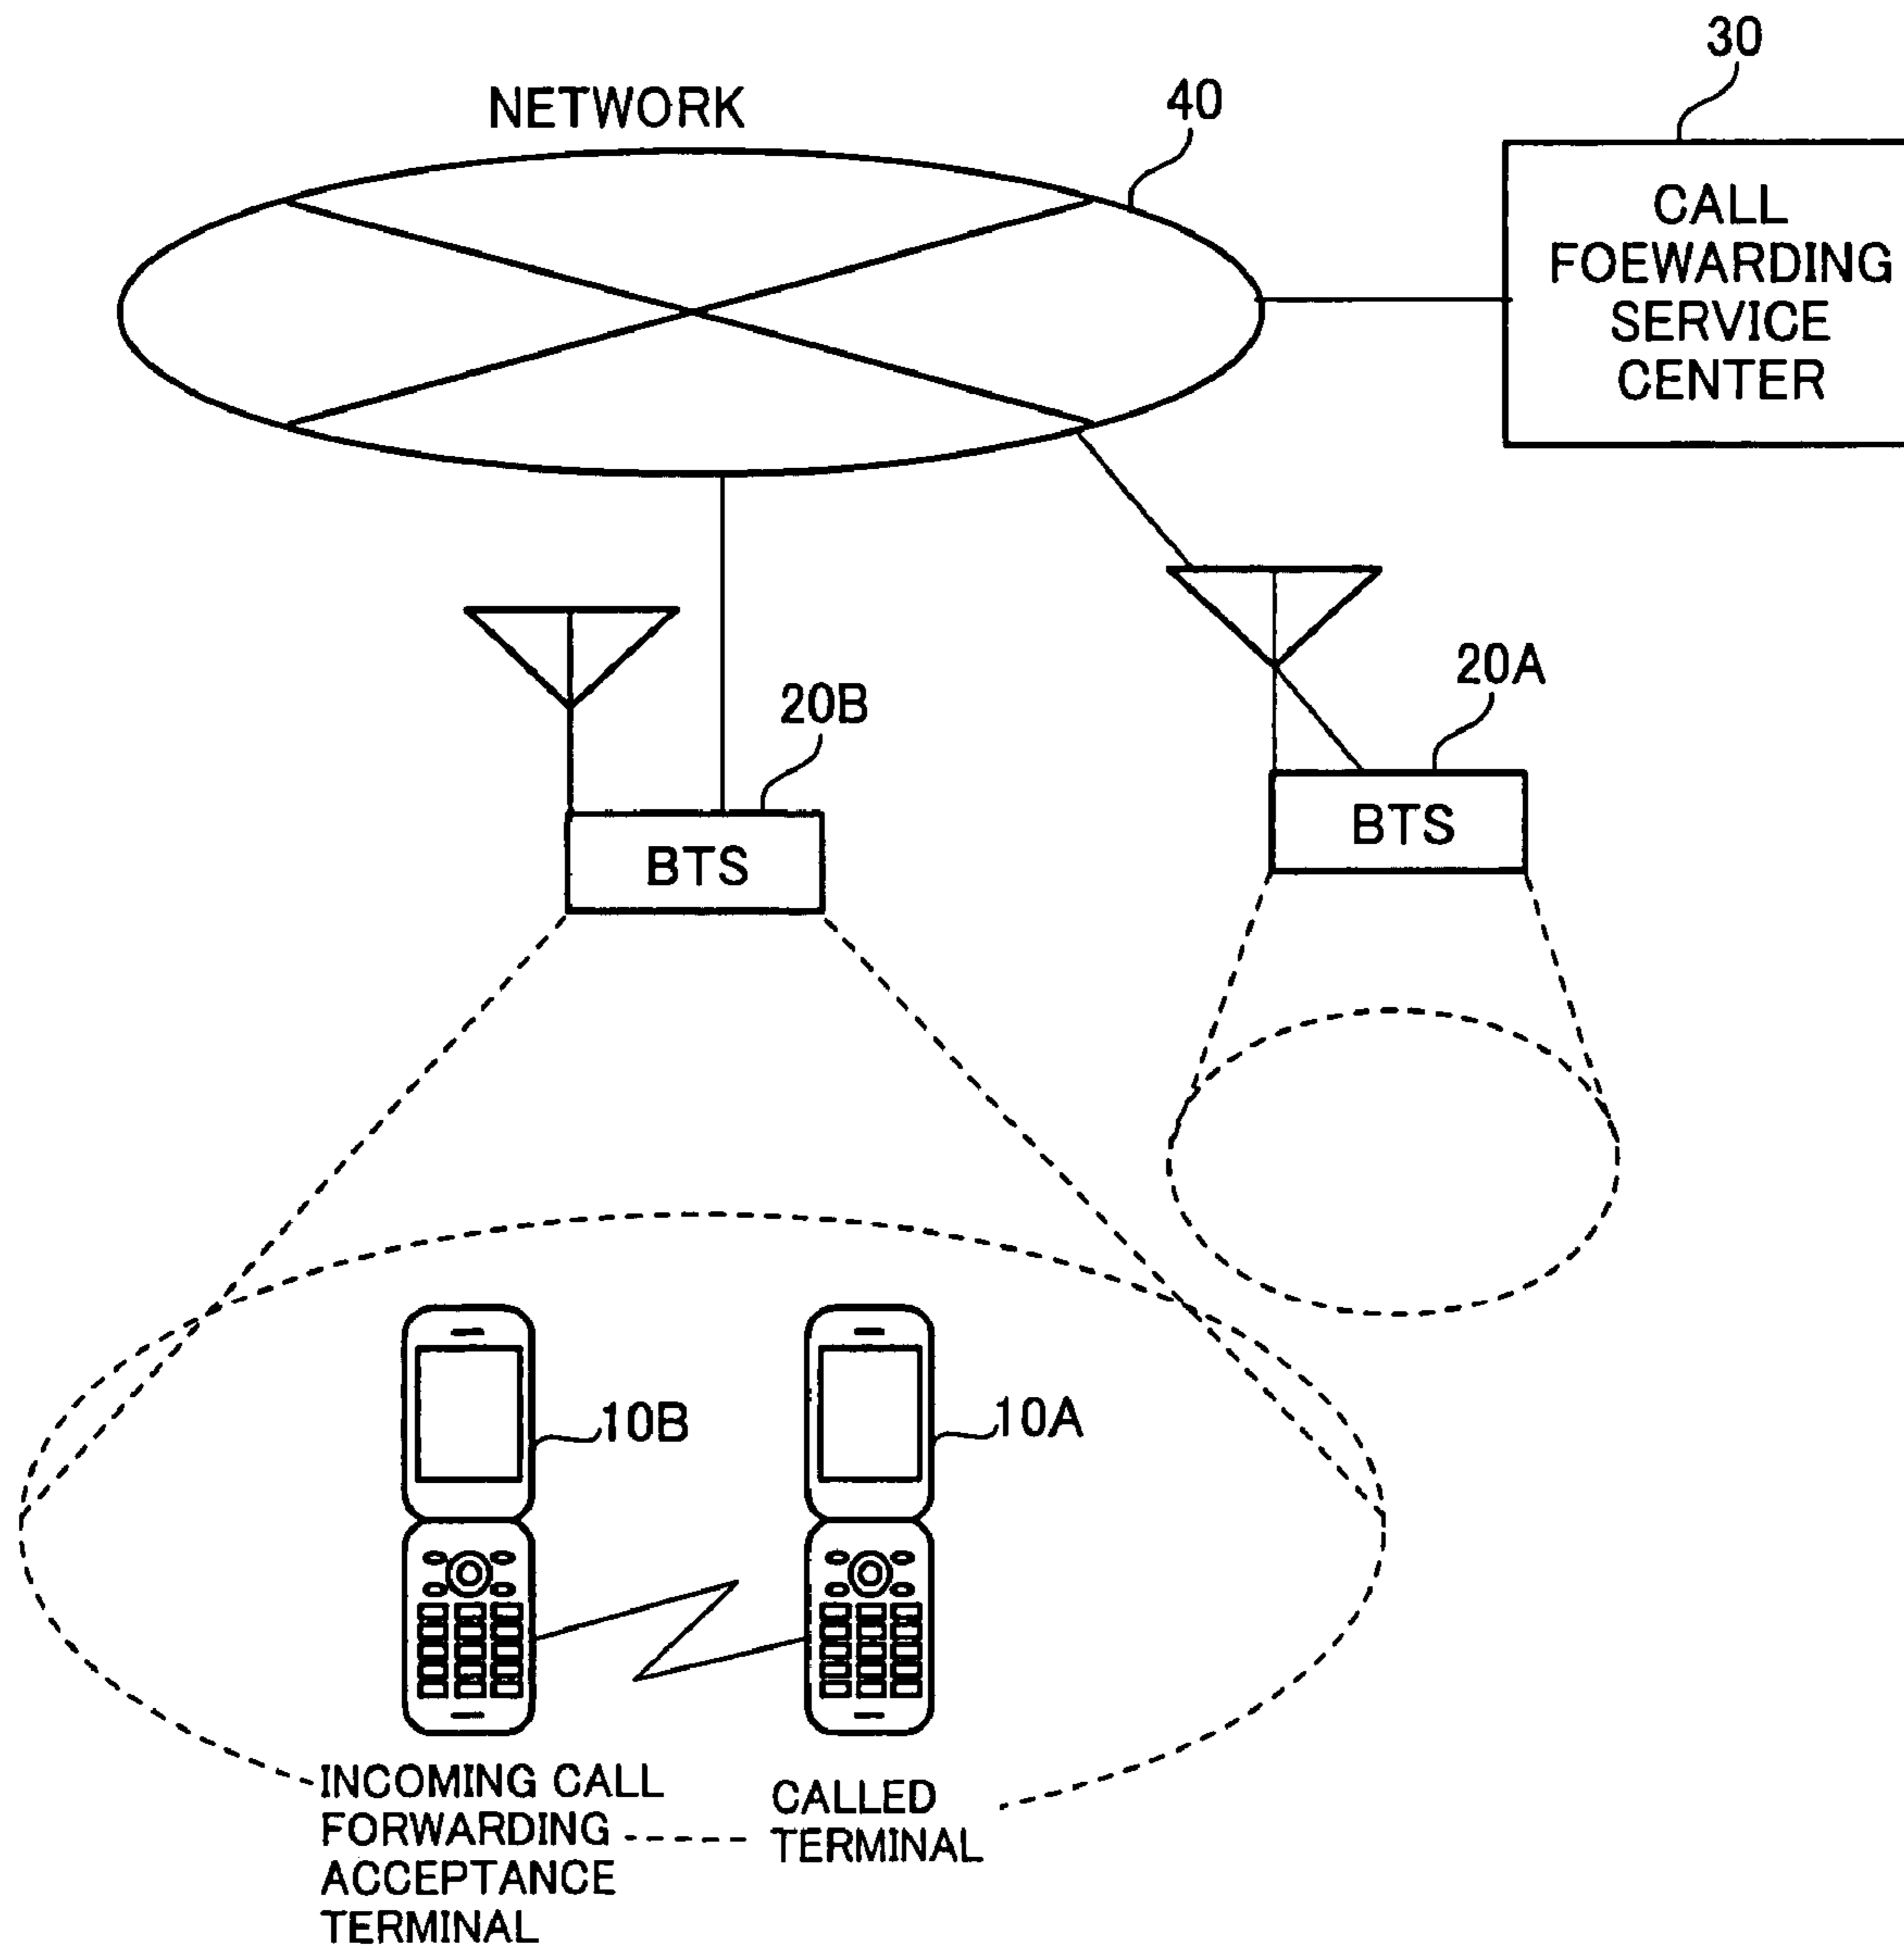 30
NETWORK
40
CALL
FOEWARDING
SERVICE
CENTER
20A
20B
BTS
BTS
10B
10A
INCOMING CALL
FORWARDING
ACCEPTANCE
TERMINAL
CALLED
TERMINAL